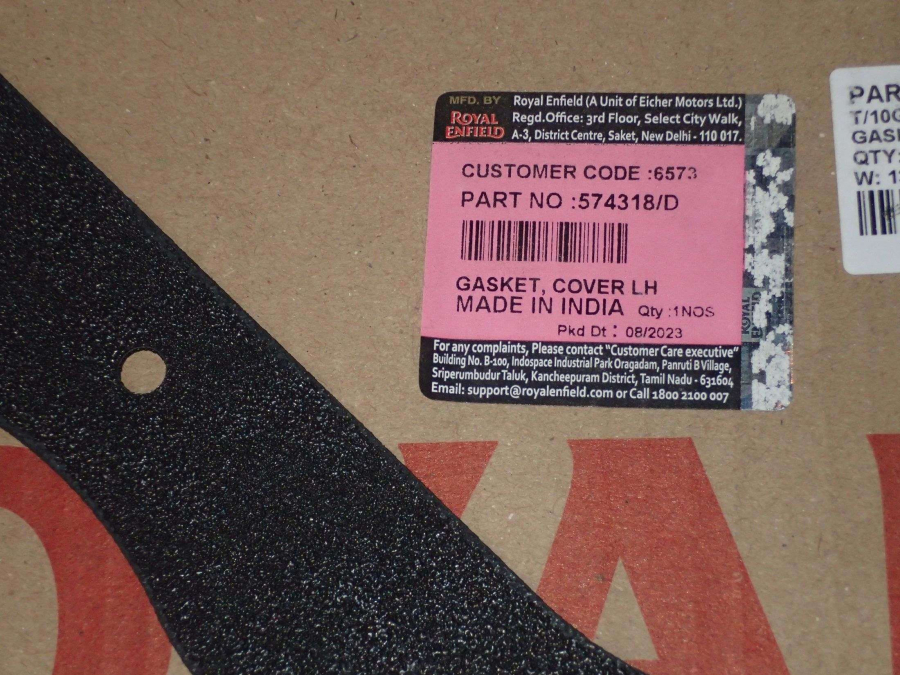 MFD. BY
ROYAL
ENFIELD
Royal Enfield (A Unit of Eicher Motors Ltd.)
Regd.Office: 3rd Floor, Select City Walk,
A-3, District Centre, Saket, New Delhi - 110 017.
CUSTOMER CODE :6573
PART NO :574318/D
GASKET, COVER LH
MADE IN INDIA Qty :1NOS
Pkd Dt : 08/2023
For any complaints, Please contact “Customer Care executive”
Building No. B-100, Indospace Industrial Park Oragadam, Panruti B Village,
Sriperumbudur Taluk, Kancheepuram District, Tamil Nadu - 631604
Email: support@royalenfield.com or Call 1800 2100 007
PAR
QTY: